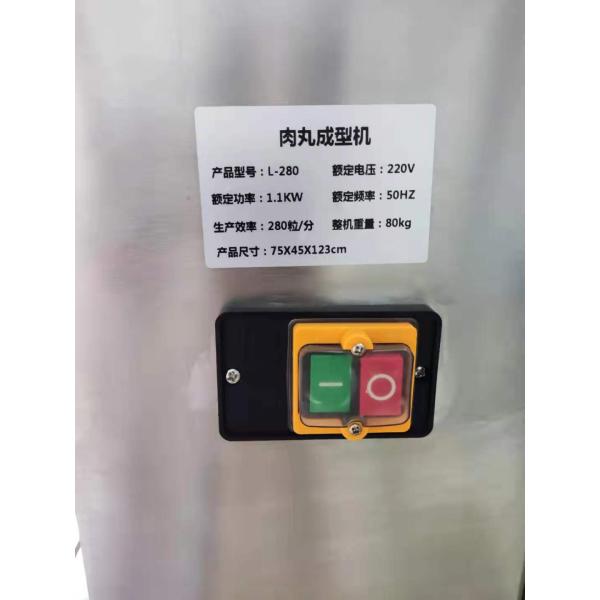 肉丸成型机
产品型号：L-280 额定电压：220V
额定功率：1.1KW 额定频率：50HZ
生产效率：280粒/分 整机重量：80kg
产品尺寸：75X45X123cm
I O